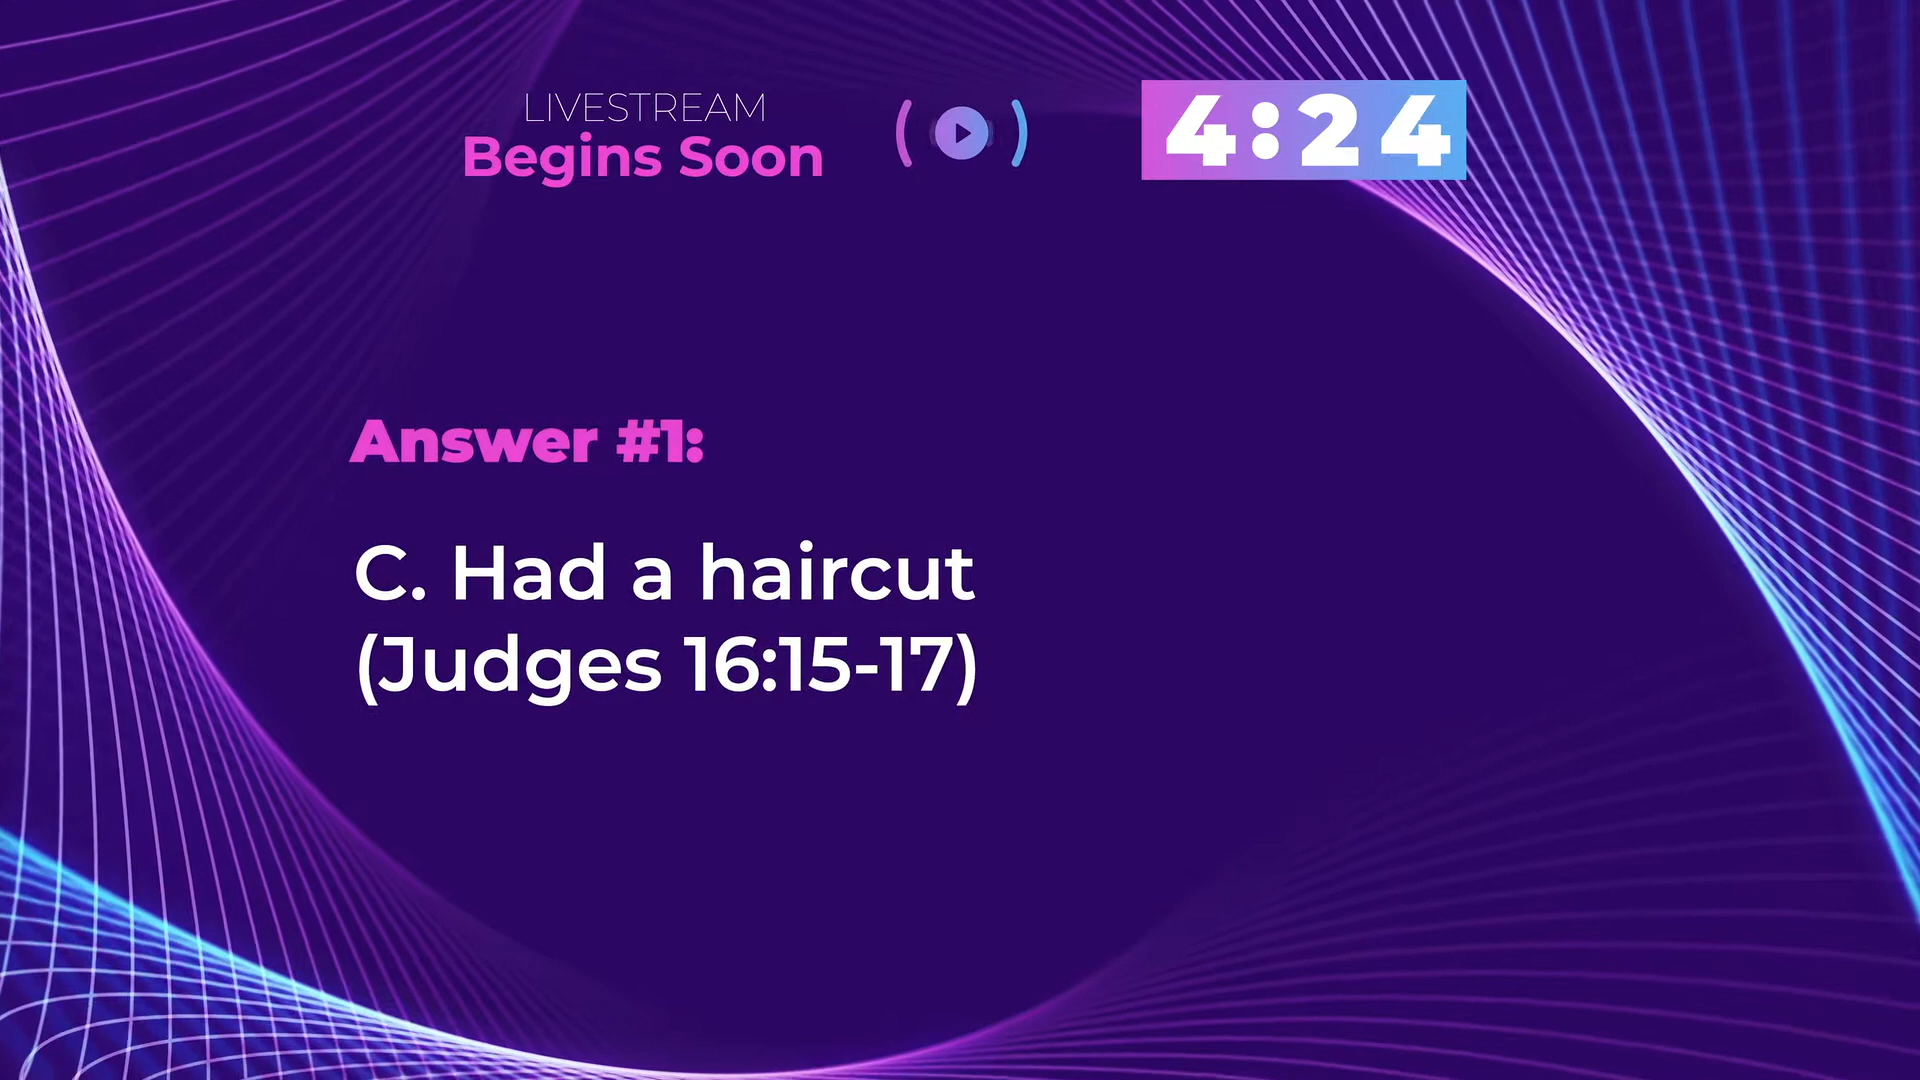 LIVESTREAM
Begins Soon
4:24
Answer #1:
C. Had a haircut
(Judges 16:15-17)